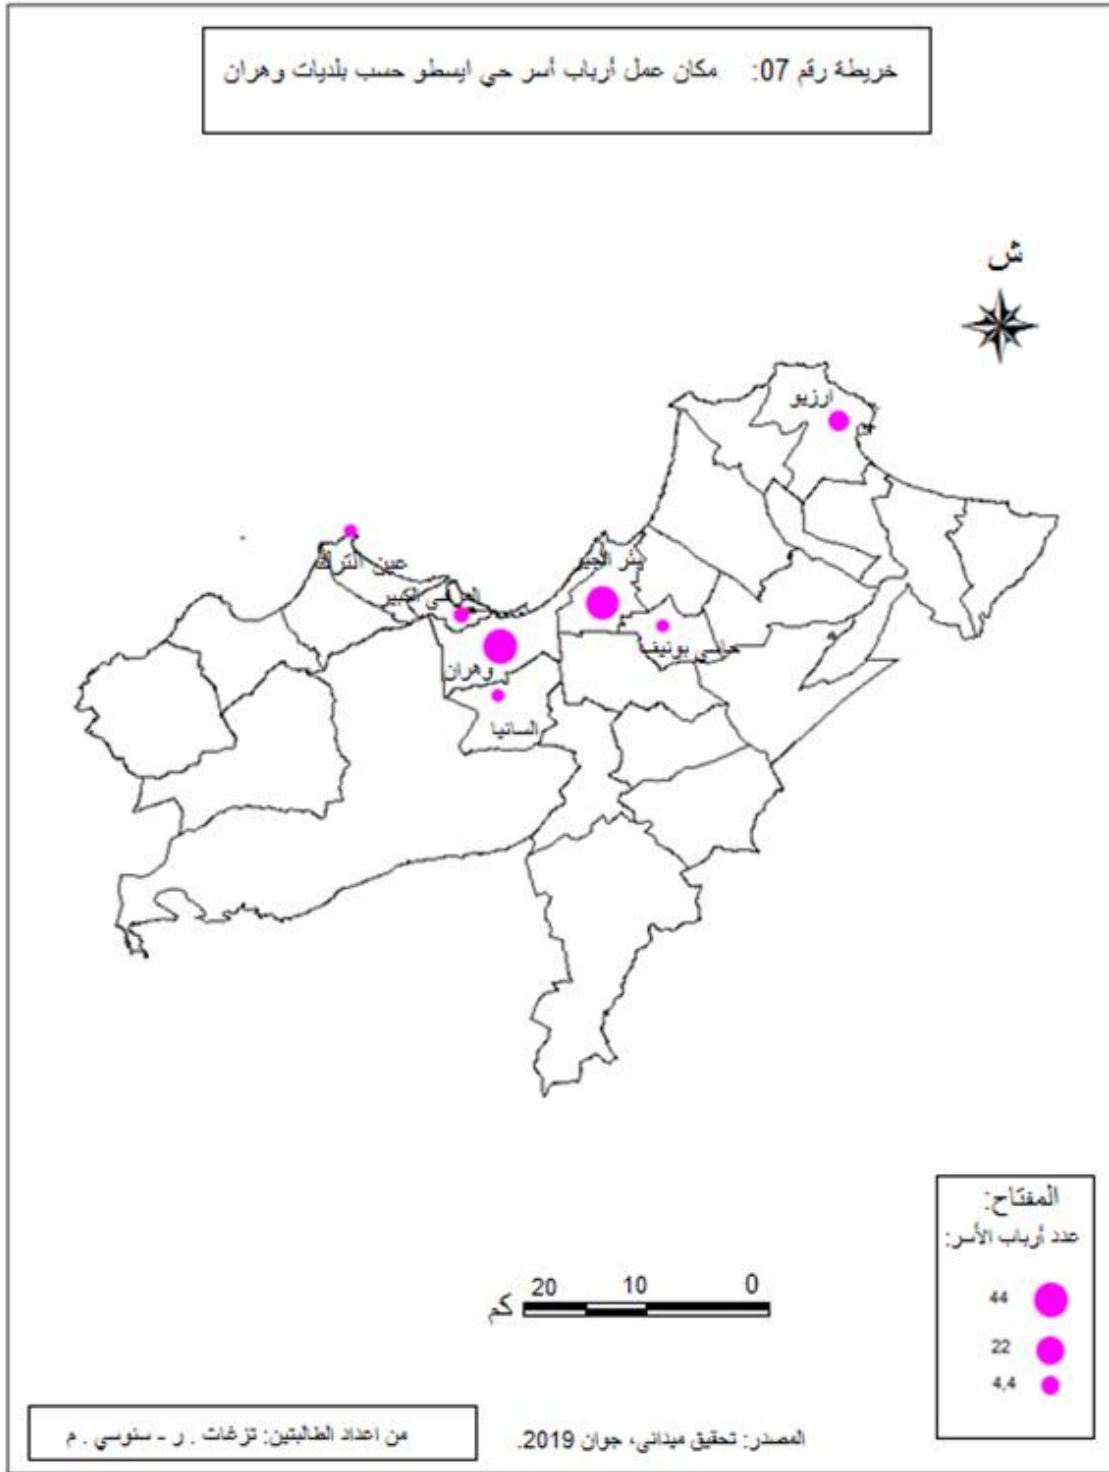 خريطة رقم 07: مكان عمل أرباب أسر حي ايسطو حسب بلديات وهران
ش
ارزيو
عين الترك
بئر الجير
الكبير
حاسي بونيف
وهران
السانيا
المفتاح:
عدد أرباب الأسر:
44
22
4,4
20 10 0
كم
المصدر: تحقيق ميداني، جوان 2019.
من اعداد الطالبتين: تزغات . ر - سنوسي . م